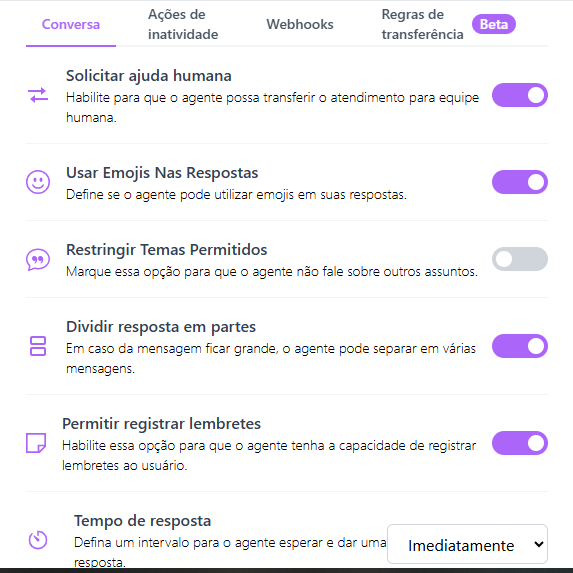 Conversa
Ações de
inatividade
Webhooks
Regras de
transferência
Beta
Solicitar ajuda humana
Habilite para que o agente possa transferir o atendimento para equipe
humana.
Usar Emojis Nas Respostas
Define se o agente pode utilizar emojis em suas respostas.
Restringir Temas Permitidos
Marque essa opção para que o agente não fale sobre outros assuntos.
Dividir resposta em partes
Em caso da mensagem ficar grande, o agente pode separar em várias
mensagens.
Permitir registrar lembretes
Habilite essa opção para que o agente tenha a capacidade de registrar
lembretes ao usuário.
Tempo de resposta
Defina um intervalo para o agente esperar e dar uma
resposta.
Imediatamente